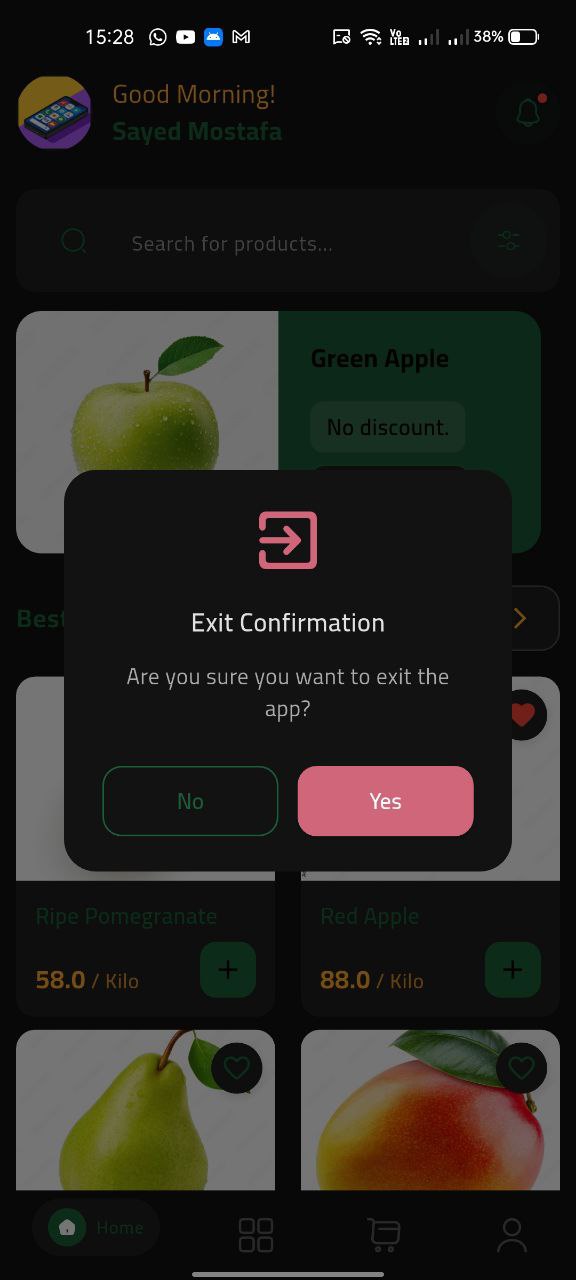 15:28
Vo
LTE2
38%
Good Morning!
Sayed Mostafa
Search for products...
Green Apple
No discount.
Best
Exit Confirmation
Are you sure you want to exit the
app?
No
Yes
Ripe Pomegranate
Red Apple
58.0 / Kilo
88.0 / Kilo
Home